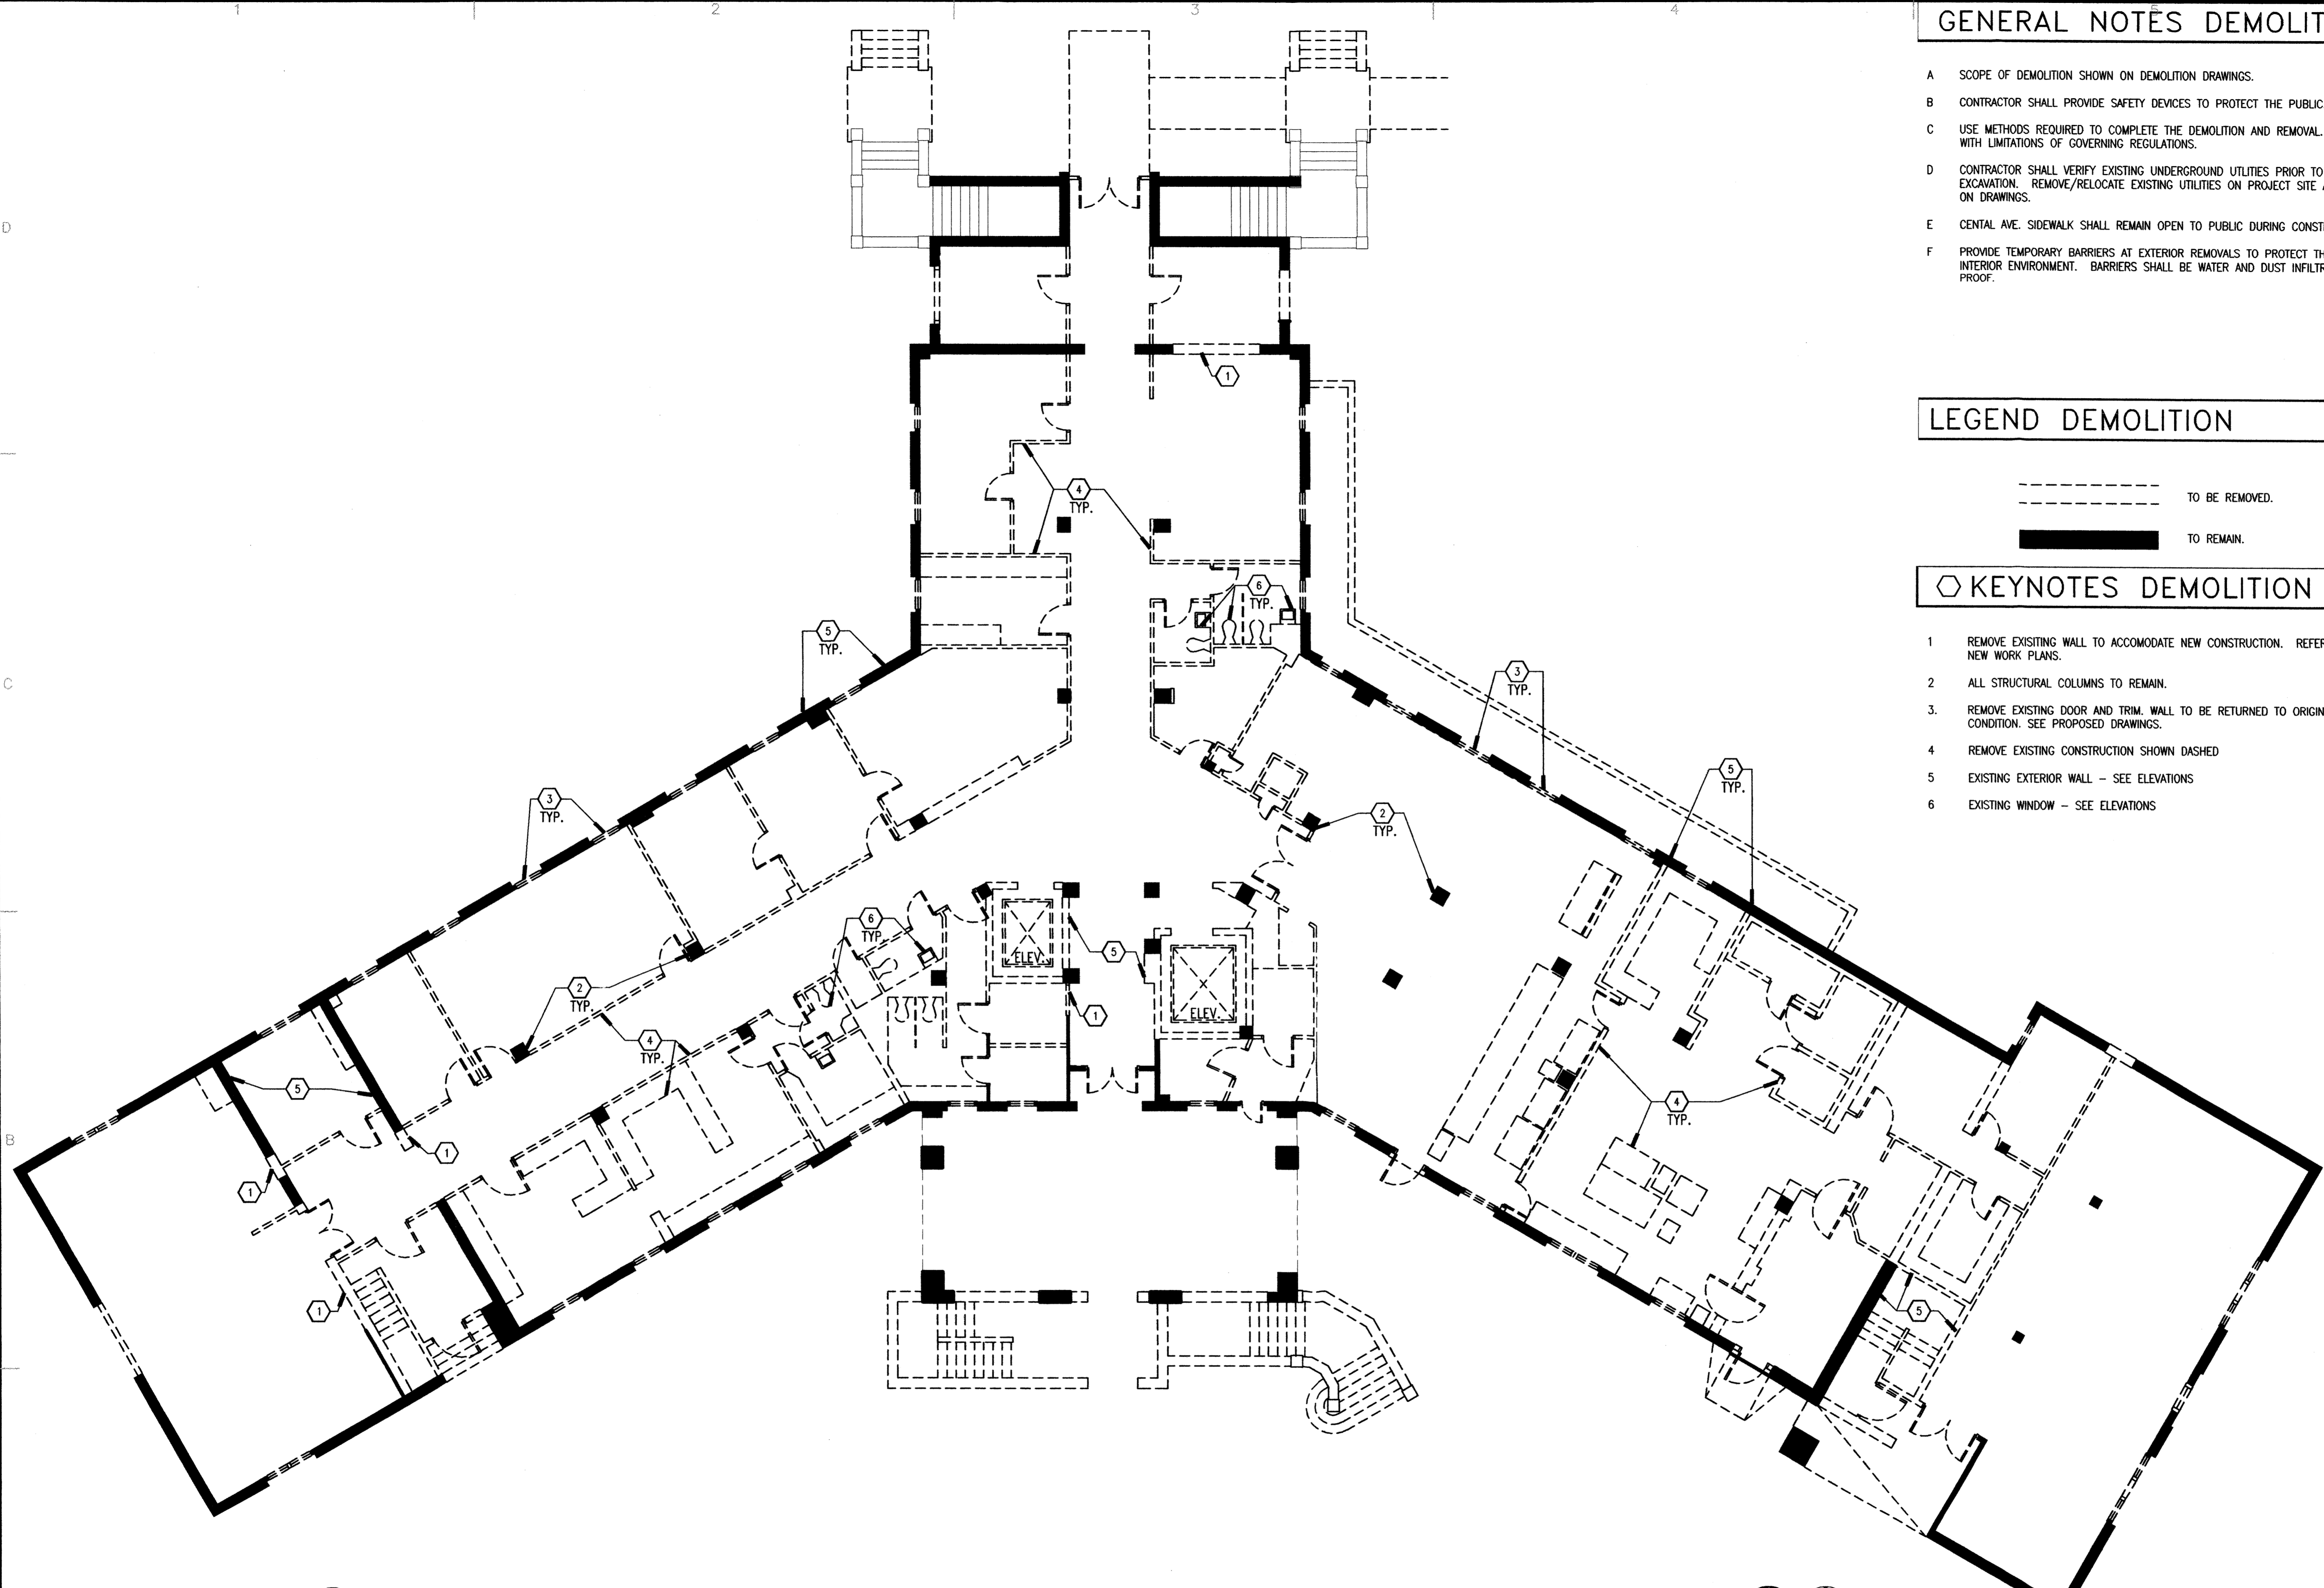 1 2 3 4 5
GENERAL NOTES DEMOLIT
A SCOPE OF DEMOLITION SHOWN ON DEMOLITION DRAWINGS.
B CONTRACTOR SHALL PROVIDE SAFETY DEVICES TO PROTECT THE PUBLIC
C USE METHODS REQUIRED TO COMPLETE THE DEMOLITION AND REMOVAL.
WITH LIMITATIONS OF GOVERNING REGULATIONS.
D CONTRACTOR SHALL VERIFY EXISTING UNDERGROUND UTLITIES PRIOR TO
EXCAVATION. REMOVE/RELOCATE EXISTING UTILITIES ON PROJECT SITE
ON DRAWINGS.
E CENTAL AVE. SIDEWALK SHALL REMAIN OPEN TO PUBLIC DURING CONST
F PROVIDE TEMPORARY BARRIERS AT EXTERIOR REMOVALS TO PROTECT TH
INTERIOR ENVIRONMENT. BARRIERS SHALL BE WATER AND DUST INFILTR
PROOF.
LEGEND DEMOLITION
TO BE REMOVED.
TO REMAIN.
KEYNOTES DEMOLITION
1 REMOVE EXISITING WALL TO ACCOMODATE NEW CONSTRUCTION. REFER
NEW WORK PLANS.
2 ALL STRUCTURAL COLUMNS TO REMAIN.
3. REMOVE EXISTING DOOR AND TRIM. WALL TO BE RETURNED TO ORIGIN
CONDITION. SEE PROPOSED DRAWINGS.
4 REMOVE EXISTING CONSTRUCTION SHOWN DASHED
5 EXISTING EXTERIOR WALL – SEE ELEVATIONS
6 EXISTING WINDOW – SEE ELEVATIONS
D
C
B
1
4
TYP.
6
TYP.
5
TYP.
3
TYP.
5
TYP.
3
TYP.
2
TYP.
6
TYP.
5
ELEV.
ELEV.
2
TYP.
1
4
TYP.
5
4
TYP.
1
1
1
5